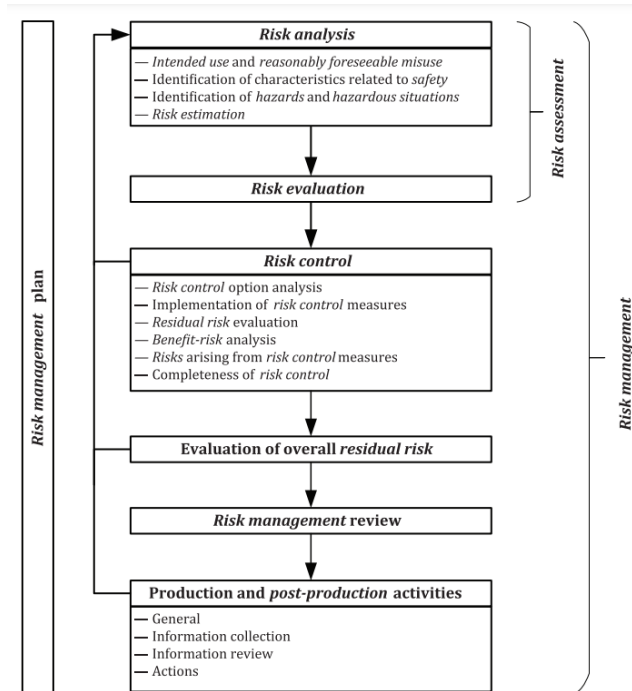 Risk management plan
Risk analysis
— Intended use and reasonably foreseeable misuse
— Identification of characteristics related to safety
— Identification of hazards and hazardous situations
— Risk estimation
Risk evaluation
Risk assessment
Risk control
— Risk control option analysis
— Implementation of risk control measures
— Residual risk evaluation
— Benefit-risk analysis
— Risks arising from risk control measures
— Completeness of risk control
Evaluation of overall residual risk
Risk management review
Production and post-production activities
— General
— Information collection
— Information review
— Actions
Risk management